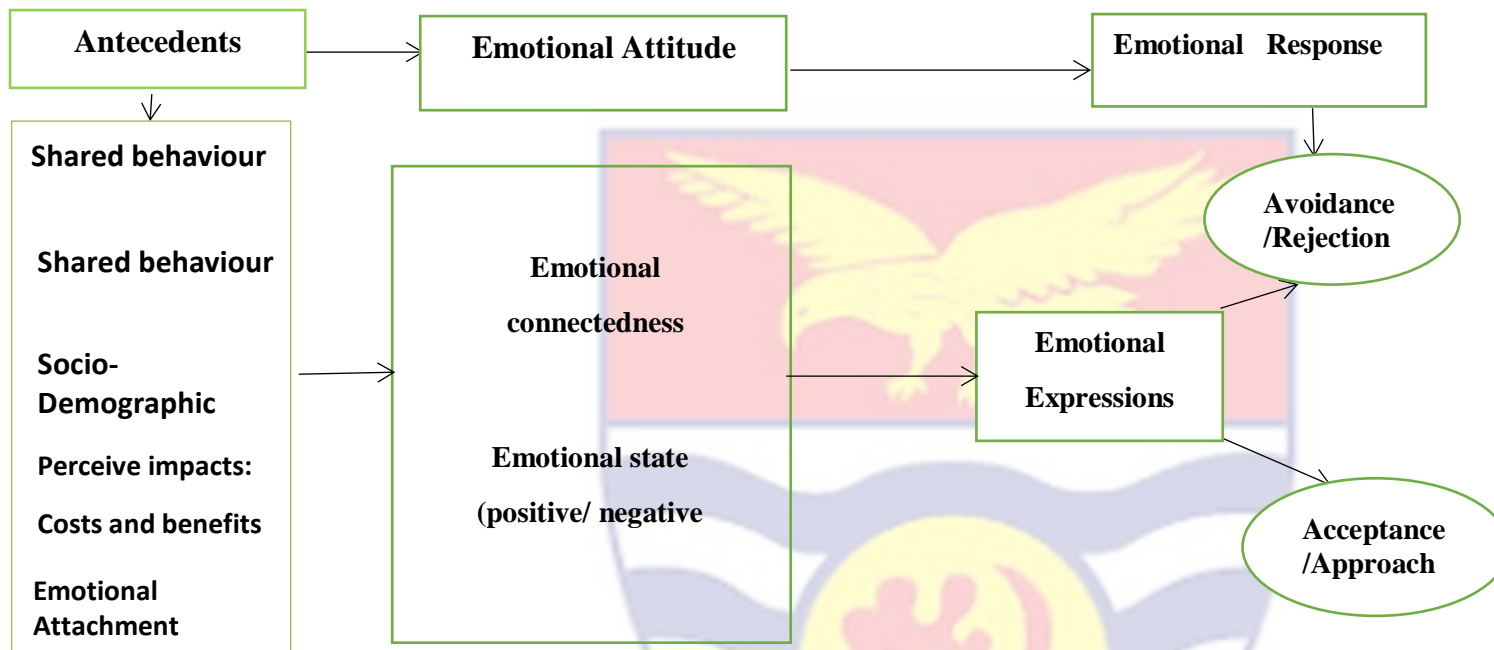 Antecedents
Emotional Attitude
Emotional Response
Shared behaviour
Shared behaviour
Socio-
Demographic
Perceive impacts:
Costs and benefits
Emotional
Attachment
Emotional
connectedness
Emotional state
(positive/ negative
Emotional
Expressions
Avoidance
/Rejection
Acceptance
/Approach